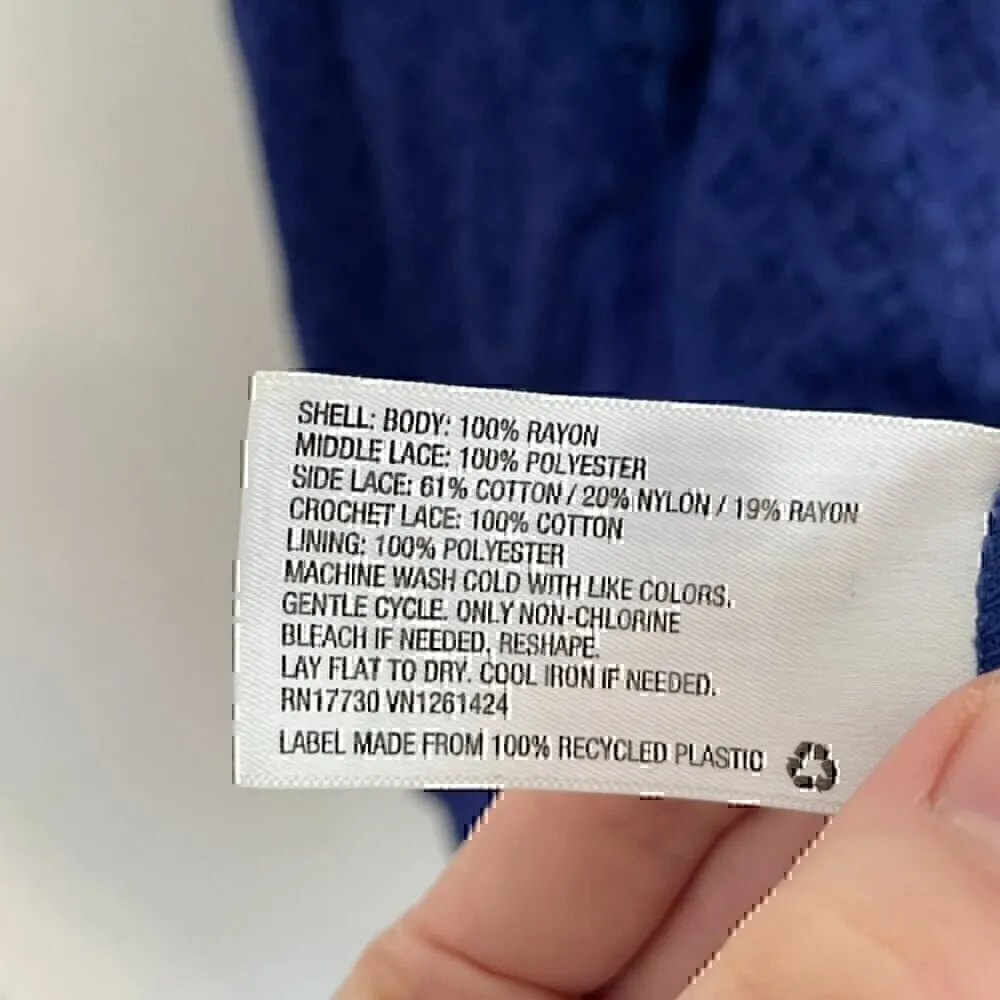 SHELL: BODY: 100% RAYON
MIDDLE LACE: 100% POLYESTER
SIDE LACE: 61% COTTON / 20% NYLON / 19% RAYON
CROCHET LACE: 100% COTTON
LINING: 100% POLYESTER
MACHINE WASH COLD WITH LIKE COLORS.
GENTLE CYCLE. ONLY NON-CHLORINE
BLEACH IF NEEDED, RESHAPE.
LAY FLAT TO DRY. COOL IRON IF NEEDED.
RN17730 VN1261424
LABEL MADE FROM 100% RECYCLED PLASTIC